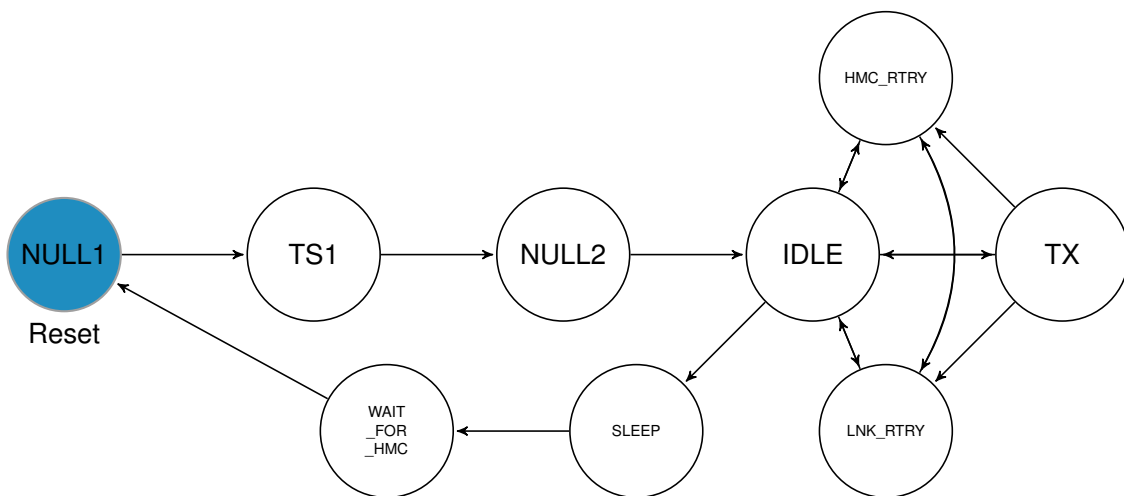 HMC_RTRY
NULL1
TS1
NULL2
IDLE
TX
Reset
WAIT
_FOR
_HMC
SLEEP
LNK_RTRY